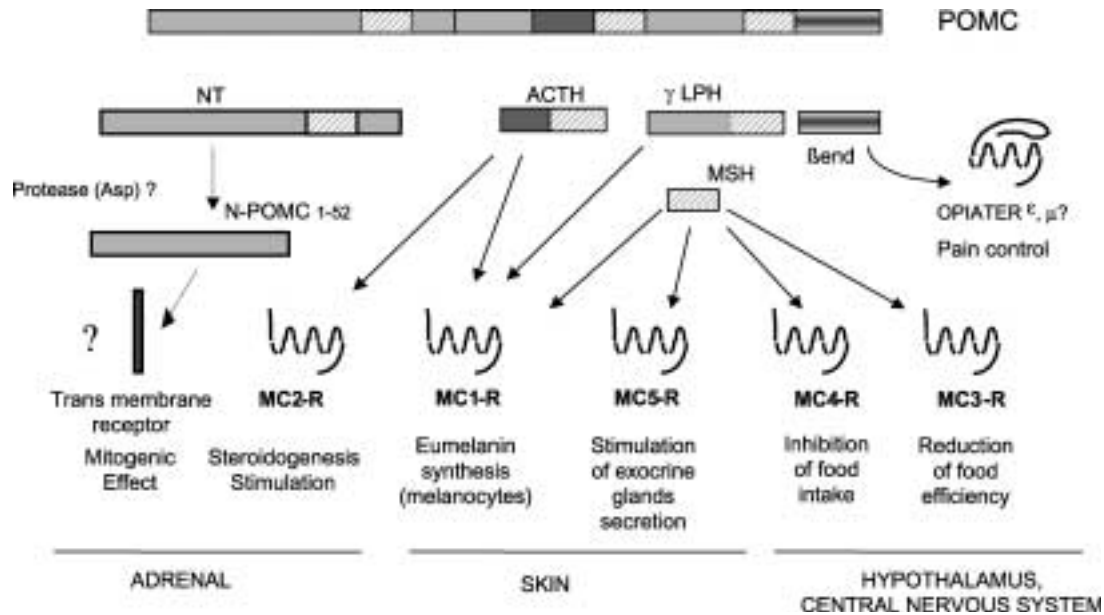 POMC
NT
ACTH
γ LPH
ßend
MSH
Protease (Asp) ?
N-POMC 1-52
OPIATER ε, μ?
Pain control
?
Trans membrane
receptor
Mitogenic
Effect
MC2-R
Steroidogenesis
Stimulation
MC1-R
Eumelanin
synthesis
(melanocytes)
MC5-R
Stimulation
of exocrine
glands
secretion
MC4-R
Inhibition
of food
intake
MC3-R
Reduction
of food
efficiency
ADRENAL
SKIN
HYPOTHALAMUS,
CENTRAL NERVOUS SYSTEM